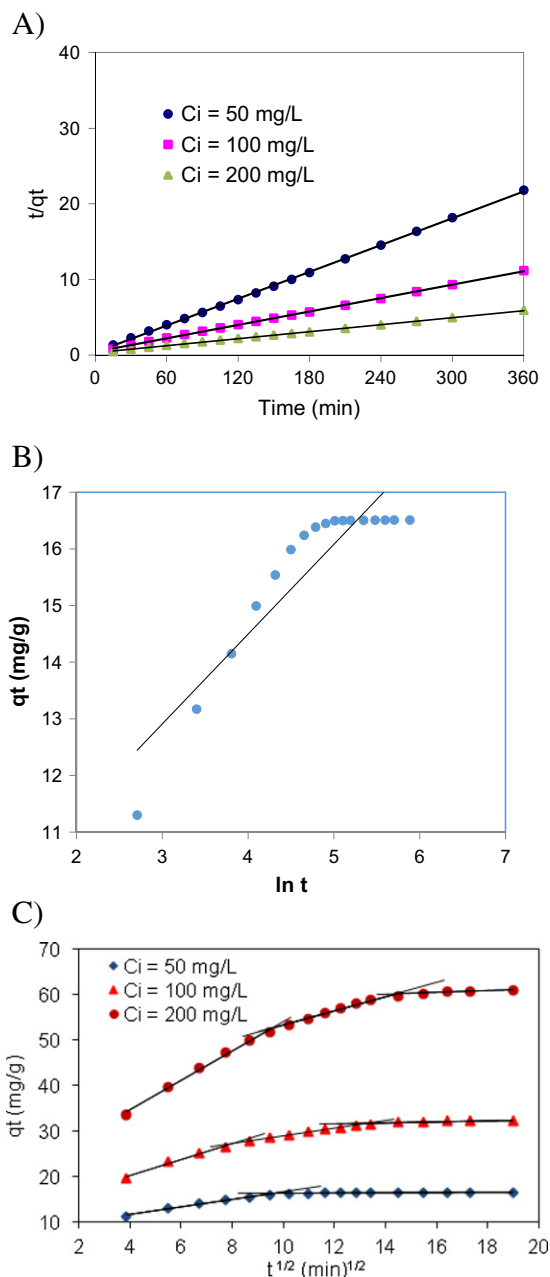 A)
40
30
20
10
0
t/qt
Ci = 50 mg/L
Ci = 100 mg/L
Ci = 200 mg/L
0 60 120 180 240 300 360
Time (min)
B)
17
16
15
14
13
12
11
qt (mg/g)
2 3 4 5 6 7
ln t
C)
70
60
50
40
30
20
10
qt (mg/g)
Ci = 50 mg/L
Ci = 100 mg/L
Ci = 200 mg/L
4 6 8 10 12 14 16 18 20
t^1/2 (min)^1/2